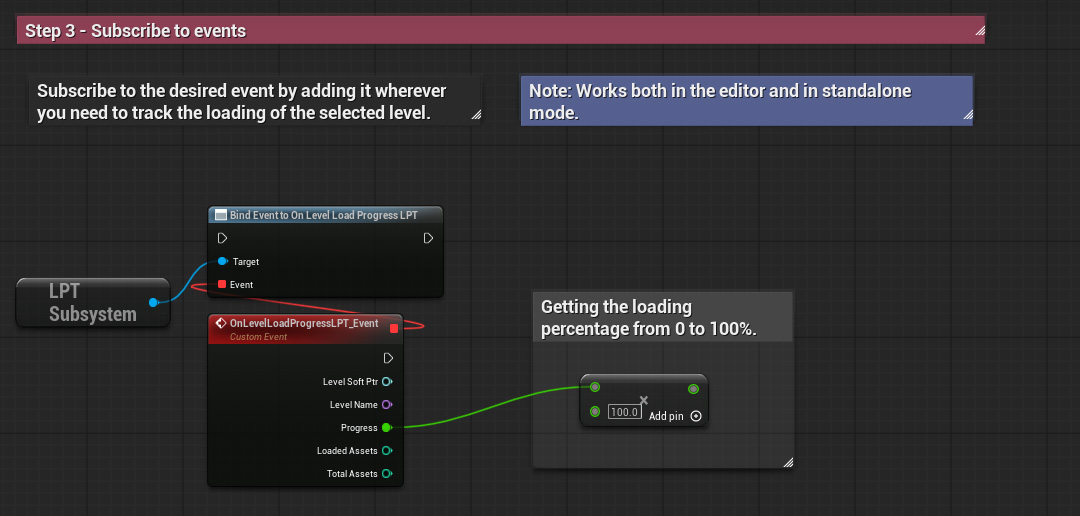 Step 3 - Subscribe to events
Subscribe to the desired event by adding it wherever
you need to track the loading of the selected level.
Note: Works both in the editor and in standalone
mode.
Bind Event to On Level Load Progress LPT
Target
Event
LPT
Subsystem
OnLevelLoadProgressLPT_Event
Custom Event
Level Soft Ptr
Level Name
Progress
Loaded Assets
Total Assets
Getting the loading
percentage from 0 to 100%.
100.0
Add pin